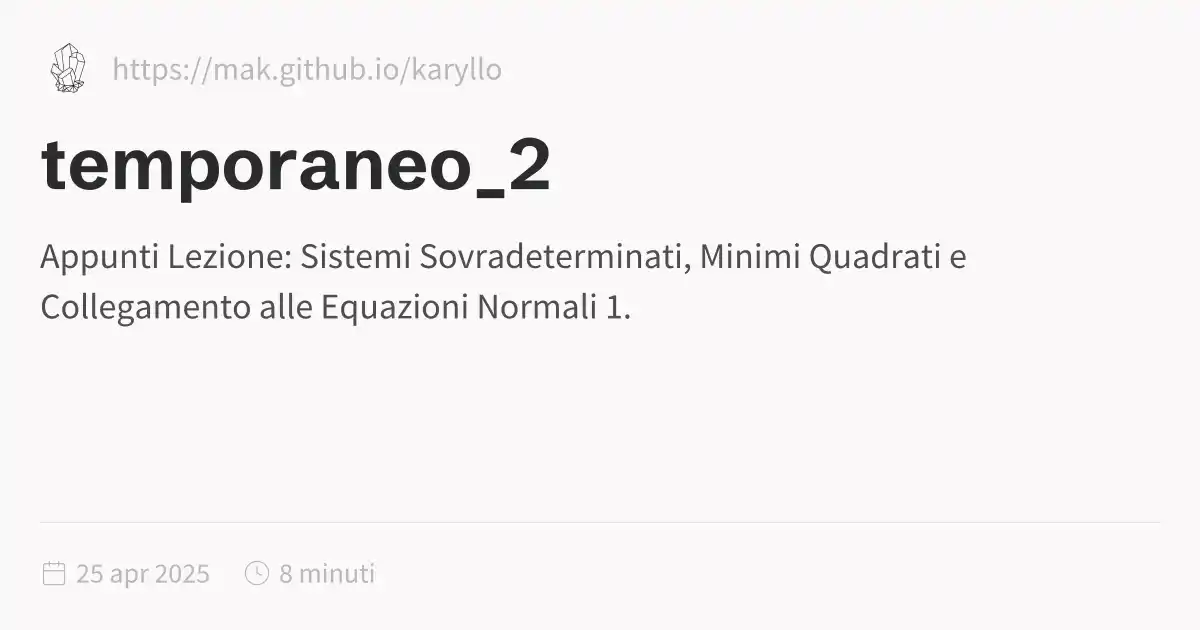 https://mak.github.io/karyllo
temporaneo_2
Appunti Lezione: Sistemi Sovradeterminati, Minimi Quadrati e
Collegamento alle Equazioni Normali 1.
25 apr 2025
8 minuti